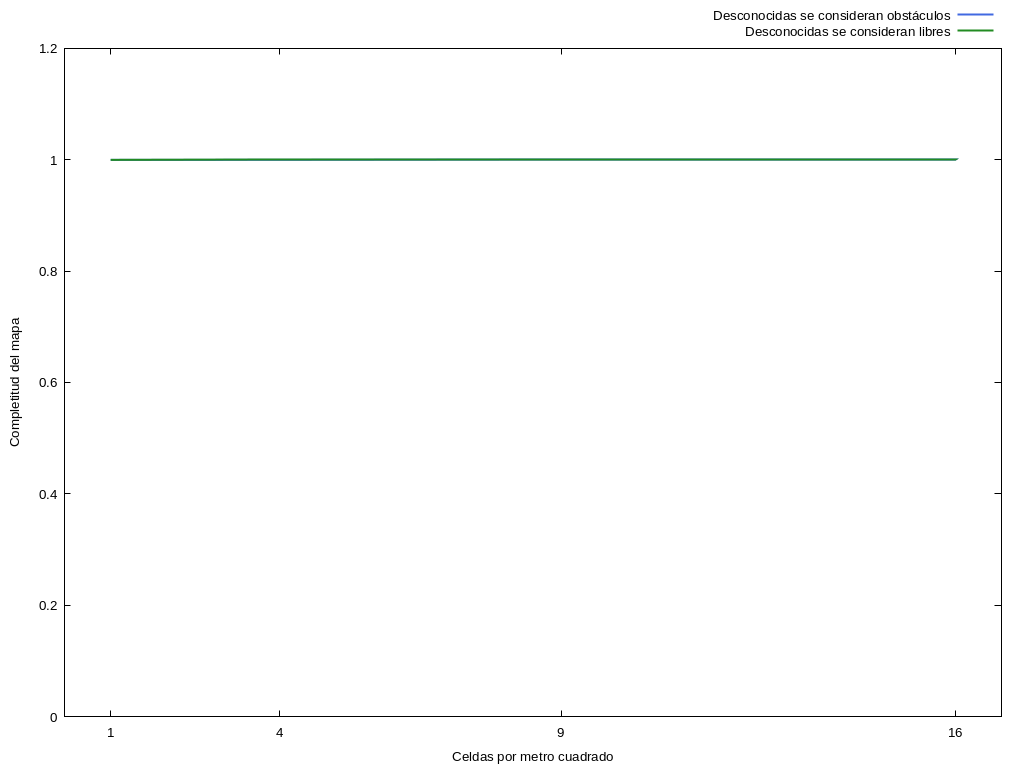 Desconocidas se consideran obstáculos
Desconocidas se consideran libres
1.2
1
0.8
0.6
0.4
0.2
0
Completitud del mapa
1 4 9 16
Celdas por metro cuadrado